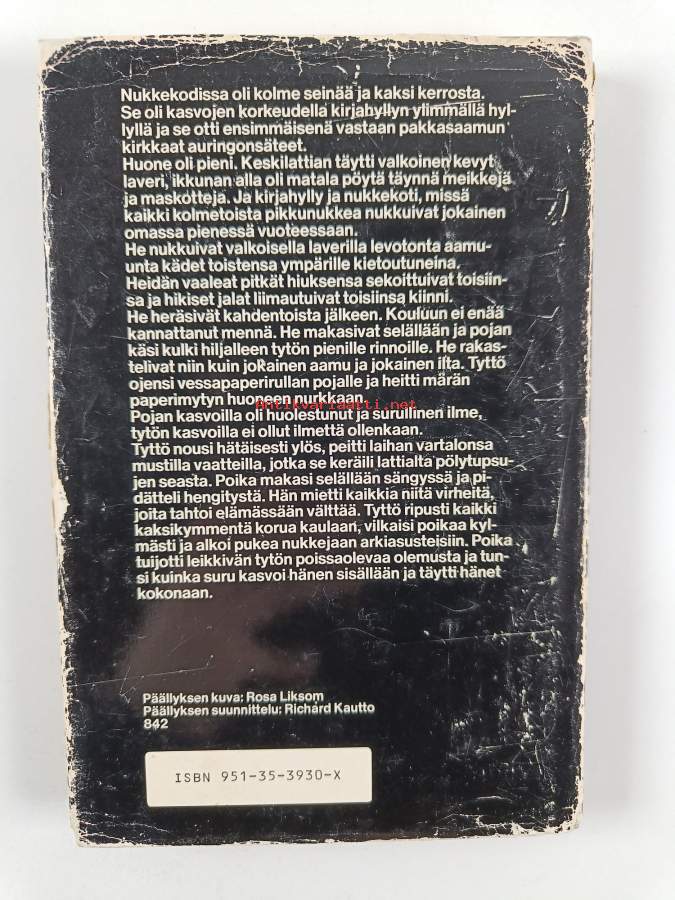 Nukkekodissa oli kolme seinää ja kaksi kerrosta.
Se oli kasvojen korkeudella kirjahyllyn ylimmällä hyl-
lyllä ja se otti ensimmäisenä vastaan pakkasaamun
kirkkaat auringonsäteet.
Huone oli pieni. Keskilattian täytti valkoinen kevyt
laveri, ikkunan alla oli matala pöytä täynnä meikkejä
ja maskotteja. Ja kirjahylly ja nukkekoti, missä
kaikki kolmetoista pikkunukkea nukkuivat jokainen
omassa pienessä vuoteessaan.
He nukkuivat valkoisella laverilla levotonta aamu-
unta kädet toistensa ympärille kietoutuneina.
Heidän vaaleat pitkät hiuksensa sekoittuivat toisiin-
sa ja hikiset jalat liimautuivat toisiinsa kiinni.
He heräsivät kahdentoista jälkeen. Kouluun ei enää
kannattanut mennä. He makasivat selällään ja pojan
käsi kulki hiljalleen tytön pienille rinnoille. He rakas-
telivat niin kuin jokainen aamu ja jokainen ilta. Tyttö
ojensi vessapaperirullan pojalle ja heitti märän
paperimytyn huoneen nurkkaan.
Antikvariaatti.net
Pojan kasvoilla oli huolestunut ja surullinen ilme,
tytön kasvoilla ei ollut ilmettä ollenkaan.
Tyttö nousi hätäisesti ylös, peitti laihan vartalonsa
mustilla vaatteilla, jotka se keräili lattialta pölytupsu-
jen seasta. Poika makasi selällään sängyssä ja pi-
dätteli hengitystä. Hän mietti kaikkia niitä virheitä,
joita tahtoi elämässään välttää. Tyttö ripusti kaikki
kaksikymmentä korua kaulaan, vilkaisi poikaa kyl-
mästi ja alkoi pukea nukkejaan arkiasusteisiin. Poika
tuijotti leikkivän tytön poissaolevaa olemusta ja tun-
si kuinka suru kasvoi hänen sisällään ja täytti hänet
kokonaan.
Päällyksen kuva: Rosa Liksom
Päällyksen suunnittelu: Richard Kautto
842
ISBN 951-35-3930-X